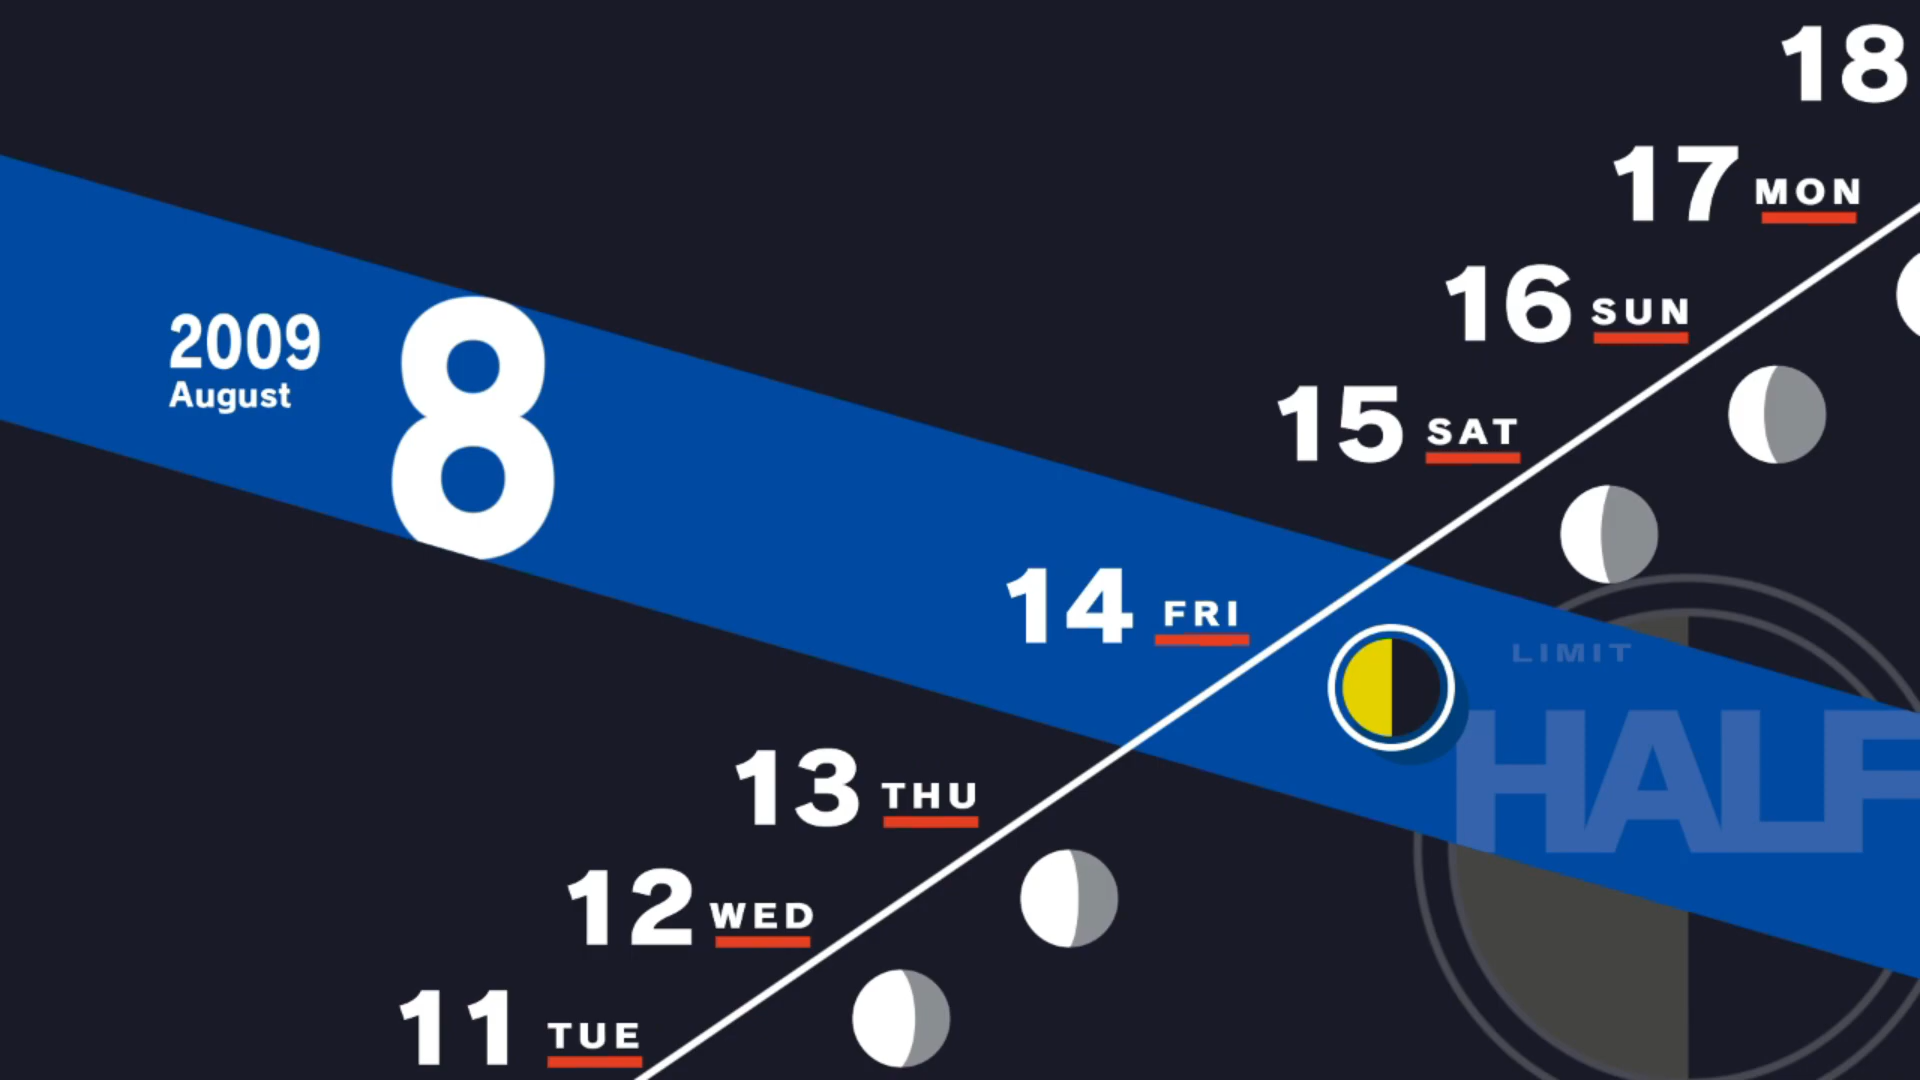 18
17 MON
16 SUN
2009
August
8
15 SAT
14 FRI
LIMIT
HALF
13 THU
12 WED
11 TUE